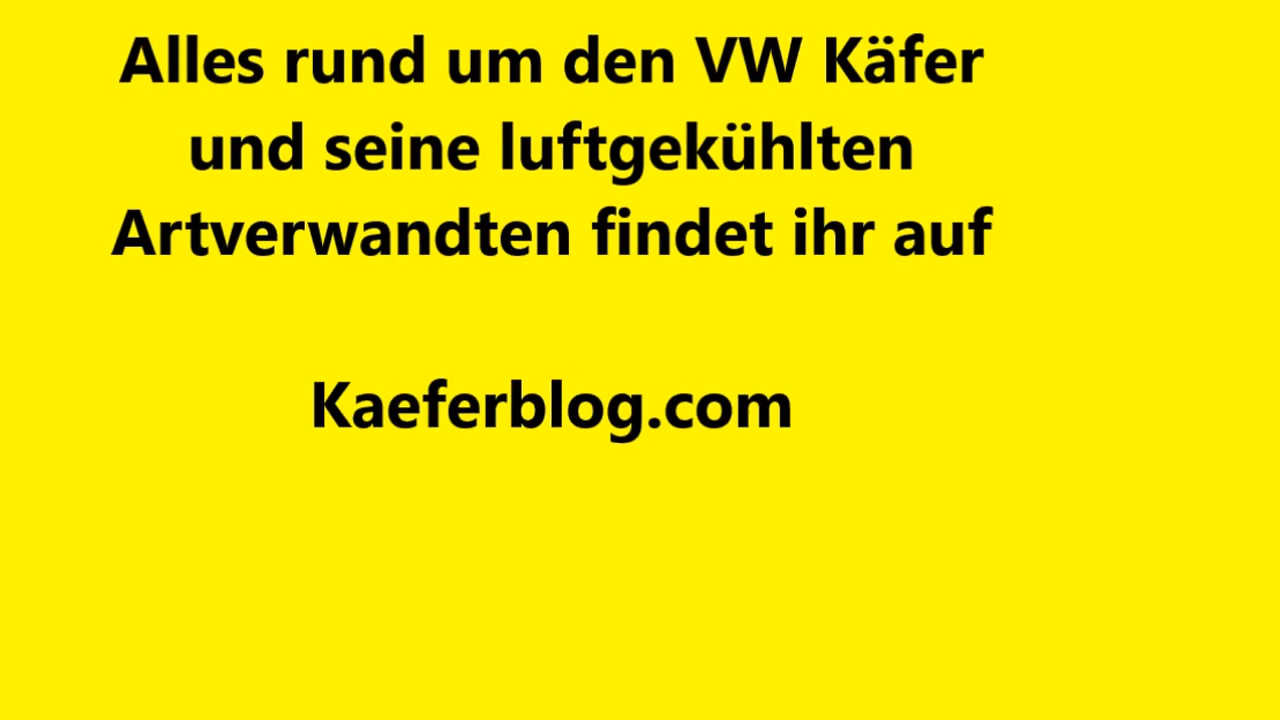 Alles rund um den VW Käfer
und seine luftgekühlten
Artverwandten findet ihr auf
Kaeferblog.com